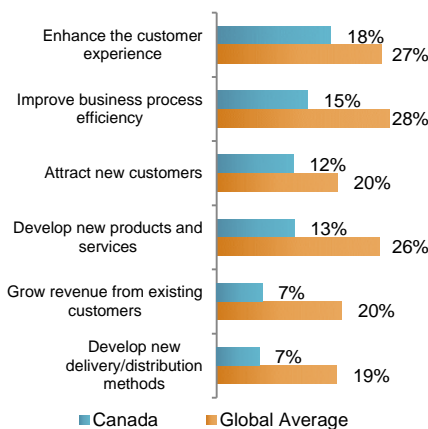 Enhance the customer
experience
18%
27%
Improve business process
efficiency
15%
28%
Attract new customers
12%
20%
Develop new products and
services
13%
26%
Grow revenue from existing
customers
7%
20%
Develop new
delivery/distribution
methods
7%
19%
Canada
Global Average